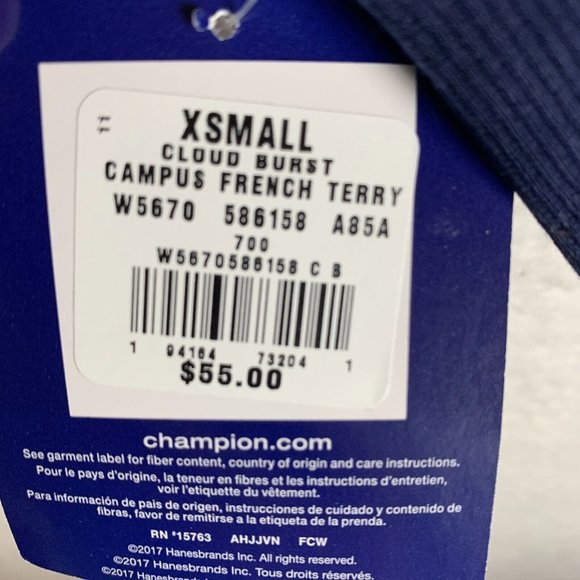 11
XSMALL
CLOUD BURST
CAMPUS FRENCH TERRY
W5670 586158 A85A
700
W5670586158 C B
1 94164 73204 1
$55.00
champion.com
See garment label for fiber content, country of origin and care instructions.
Pour le pays d'origine, la teneur en fibres et les instructions d'entretien,
voir l'etiquette du vêtement.
Para información de pais de origen, instrucciones de cuidado y contenido de
fibras, favor de remitirse a la etiqueta de la prenda.
RN *15763 AHJJVN FCW
©2017 Hanesbrands Inc. All rights reserved.
©2017 Hanesbrands Inc. Tous droits réservés.
©2017 Hanesbrands